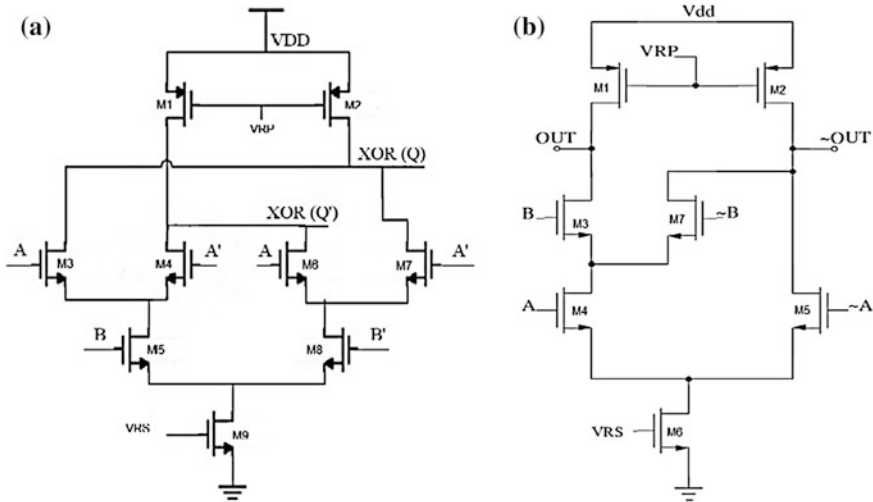 (a)
VDD
M1
M2
VRP
XOR (Q)
XOR (Q')
A
M3
M4
A'
A
M6
M7
A'
B
M5
M8
B'
VRS
M9
(b)
Vdd
VRP
M1
M2
OUT
~OUT
B
M3
M7
~B
A
M4
M5
~A
VRS
M6